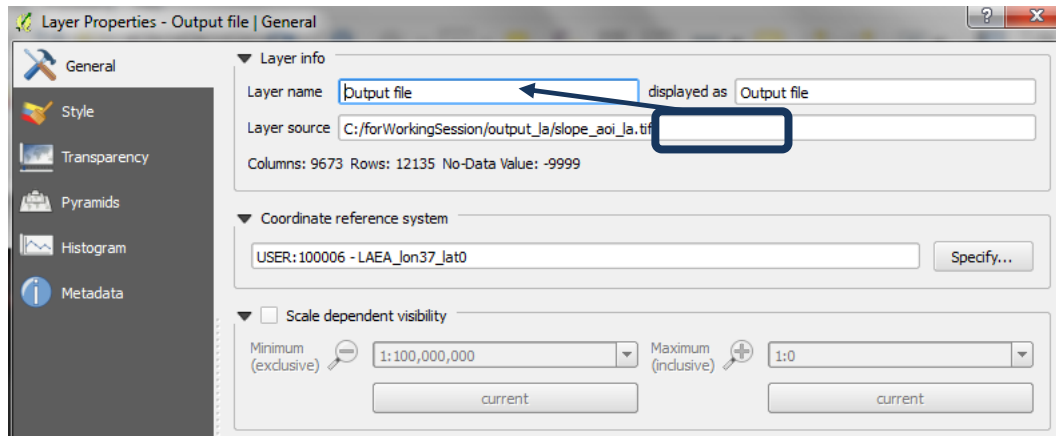 Layer Properties - Output file | General
General
Style
Transparency
Pyramids
Histogram
Metadata
Layer info
Layer name Output file displayed as Output file
Layer source C:/forWorkingSession/output_la/slope_aoi_la.tif
Columns: 9673 Rows: 12135 No-Data Value: -9999
Coordinate reference system
USER:100006 - LAEA_lon37_lat0 Specify...
Scale dependent visibility
Minimum (exclusive) 1:100,000,000 Maximum (inclusive) 1:0
current current